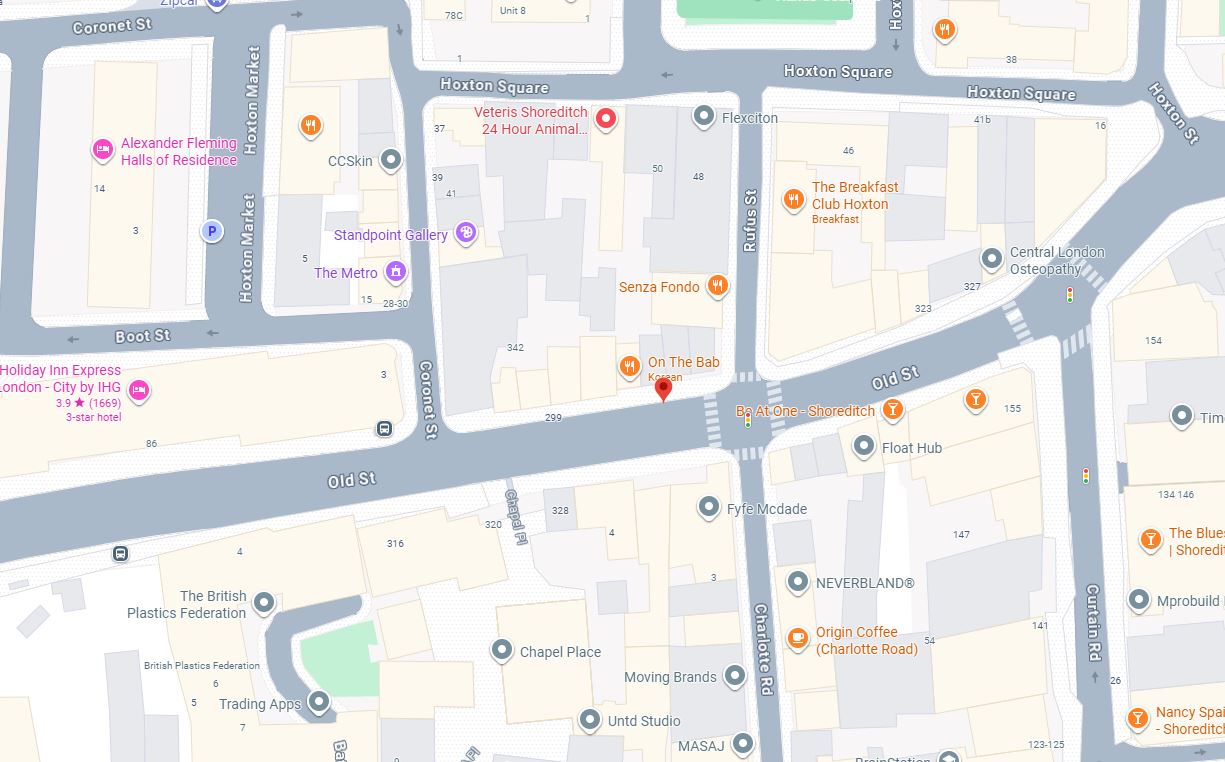 Zipcar
Coronet St
78C
Unit 8
1
1
38
Hoxton Market
Hoxton Square
Hoxton Square
Hoxton Square
Hoxton St
Veteris Shoreditch
24 Hour Animal...
Flexciton
37
41b
16
Alexander Fleming
Halls of Residence
CCSkin
46
50
48
39
41
14
3
P
Hoxton Market
Standpoint Gallery
The Metro
5
15
28-30
Rufus St
The Breakfast
Club Hoxton
Breakfast
Central London
Osteopathy
327
323
Senza Fondo
Boot St
342
154
Holiday Inn Express
London - City by IHG
3.9 ★ (1669)
3-star hotel
3
Coronet St
On The Bab
Korean
299
Old St
Be At One - Shoreditch
155
Float Hub
86
Old St
Chapel Pl
320
328
316
4
4
Fyfe Mcdade
147
134 146
The British
Plastics Federation
3
NEVERBLAND®
Charlotte Rd
Origin Coffee
(Charlotte Road)
54
141
Curtain Rd
British Plastics Federation
6
5
7
Trading Apps
Chapel Place
Moving Brands
Untd Studio
MASAJ
26
123-125
9
BrainStation